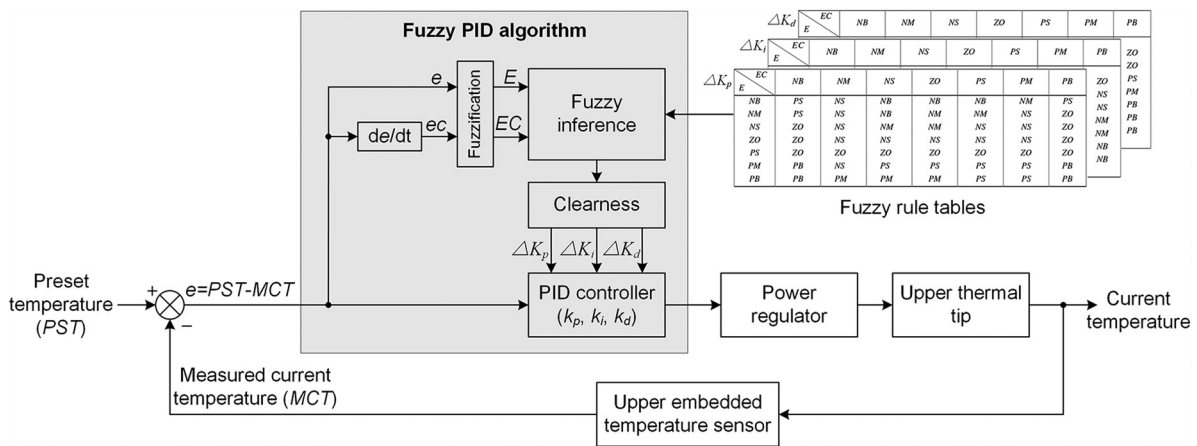 Fuzzy PID algorithm
e
E
de/dt
ec
EC
Fuzzification
Fuzzy
inference
Clearness
△Kp △Ki △Kd
PID controller
(kp, ki, kd)
Preset
temperature
(PST)
+
−
e=PST-MCT
Measured current
temperature (MCT)
Power
regulator
Upper thermal
tip
Current
temperature
Upper embedded
temperature sensor
△Kd
EC
E
NB NM NS ZO PS PM PB
ZO
ZO
PS
PM
PB
PB
PB
△Ki
EC
E
NB NM NS ZO PS PM PB
ZO
NS
NS
NM
NM
NB
NB
△Kp
EC
E
NB NM NS ZO PS PM PB
NB PS NS NB NB NB NM PS
NM PS NS NB NM NM NS ZO
NS ZO NS NM NM NS NS ZO
ZO ZO NS NS NS NS NS ZO
PS ZO ZO ZO ZO ZO ZO ZO
PM PB NS PS PS PS PS PB
PB PB PM PM PM PS PS PB
Fuzzy rule tables